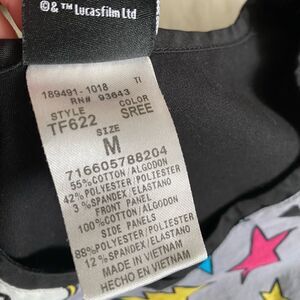 ©& ™ Lucasfilm Ltd
189491-1018 TI
RN# 93643
STYLE COLOR
TF622 SREE
SIZE
M
716605788204
55%COTTON/ALGODON
42%POLYESTER/POLIESTER
3%SPANDEX/ELASTANO
FRONT PANEL
100%COTTON/ALGODON
SIDE PANELS
88%POLYESTER/POLIESTER
12%SPANDEX/ELASTANO
MADE IN VIETNAM
HECHO EN VIETNAM